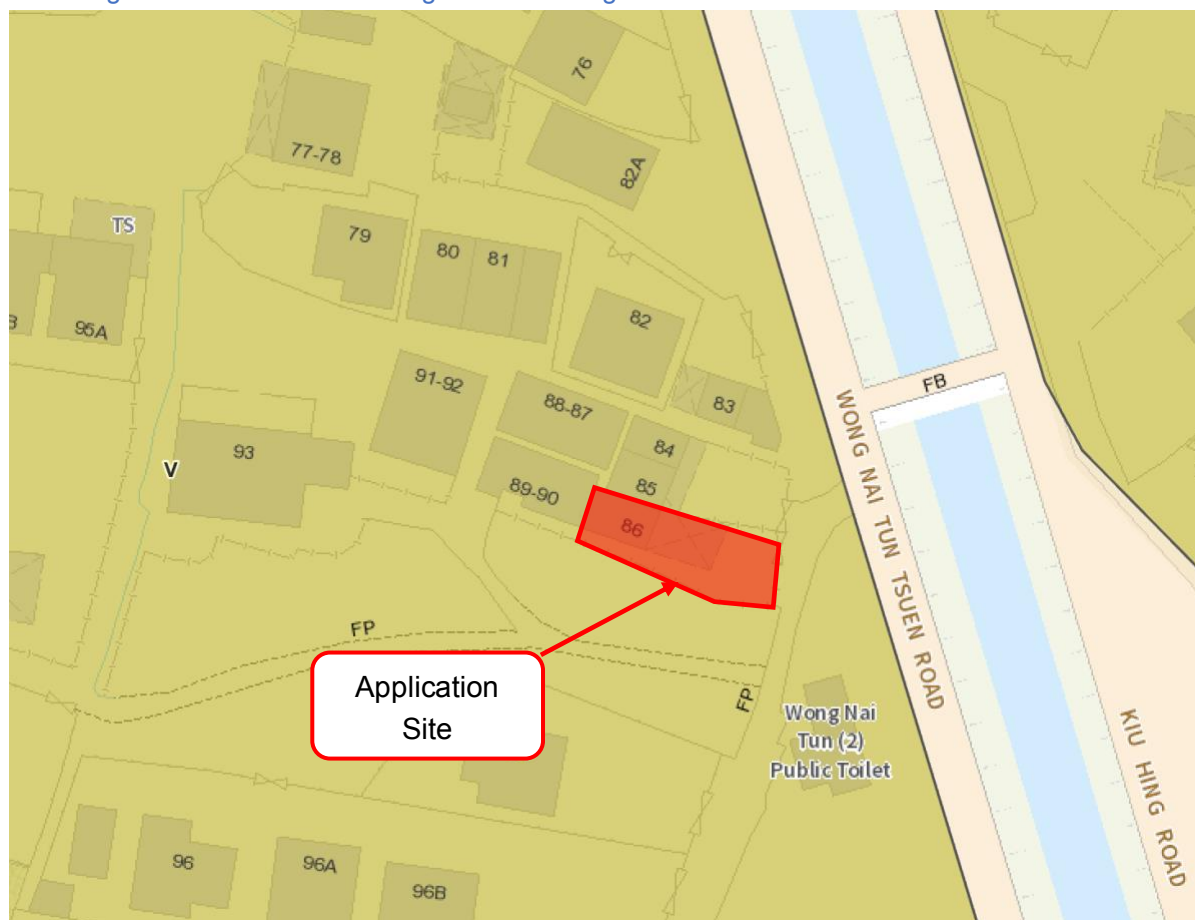 76
77-78
82A
TS
79
80
81
82
95A
91-92
88-87
83
FB
84
93
V
85
89-90
86
WONG NAI TUN TSUEN ROAD
FP
Application
Site
FP
Wong Nai
Tun (2)
Public Toilet
KIU HING ROAD
96
96A
96B